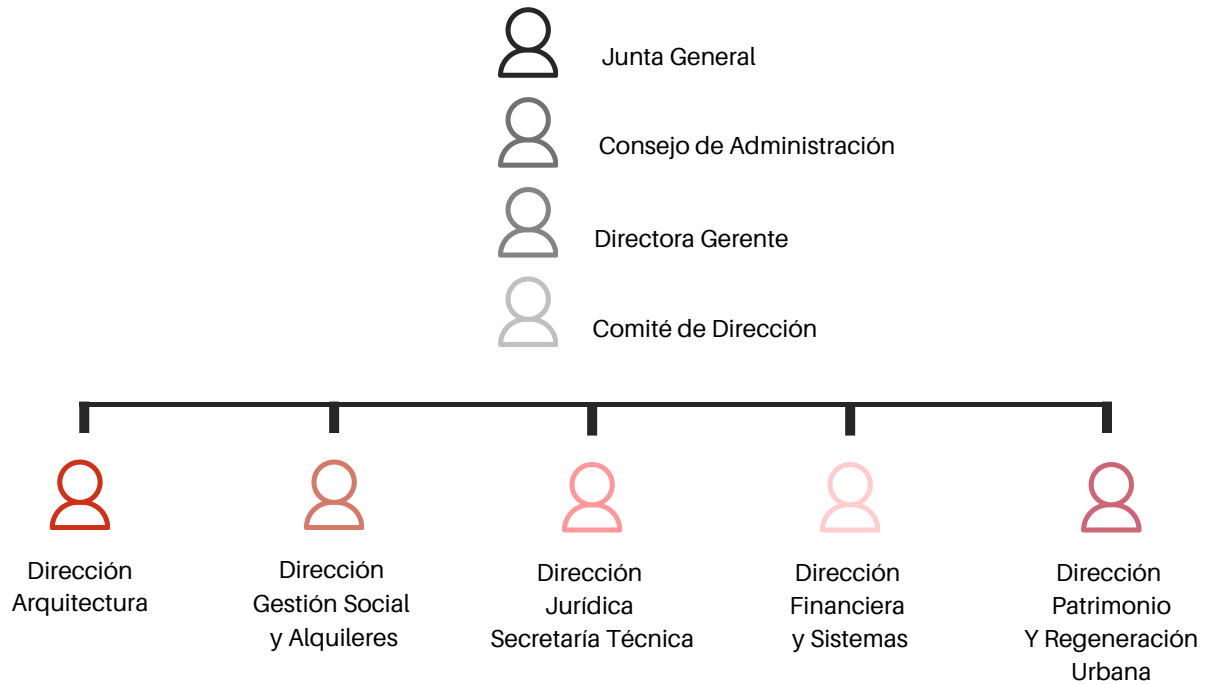 Junta General
Consejo de Administración
Directora Gerente
Comité de Dirección
Dirección
Arquitectura
Dirección
Gestión Social
y Alquileres
Dirección
Jurídica
Secretaría Técnica
Dirección
Financiera
y Sistemas
Dirección
Patrimonio
Y Regeneración
Urbana